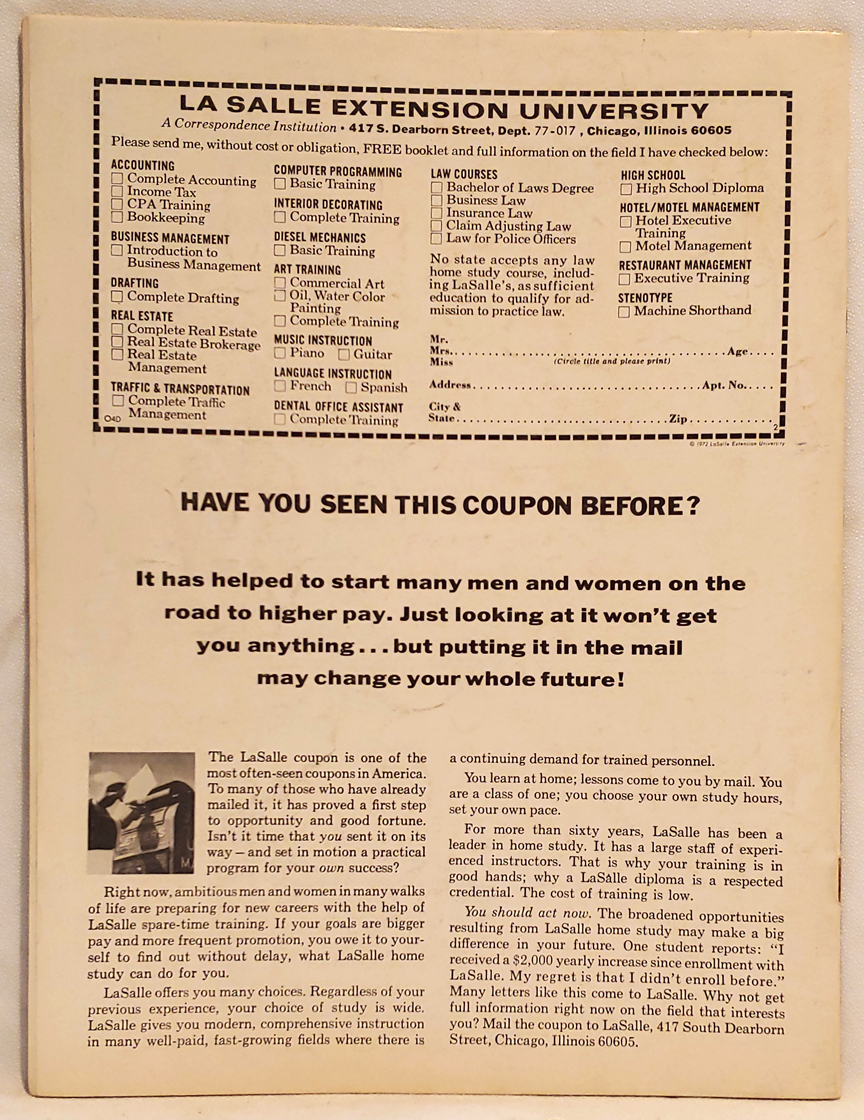 LA SALLE EXTENSION UNIVERSITY
A Correspondence Institution • 417 S. Dearborn Street, Dept. 77-017 , Chicago, Illinois 60605
Please send me, without cost or obligation, FREE booklet and full information on the field I have checked below:
ACCOUNTING
☐ Complete Accounting
☐ Income Tax
☐ CPA Training
☐ Bookkeeping
BUSINESS MANAGEMENT
☐ Introduction to
Business Management
DRAFTING
☐ Complete Drafting
REAL ESTATE
☐ Complete Real Estate
☐ Real Estate Brokerage
☐ Real Estate
Management
TRAFFIC & TRANSPORTATION
☐ Complete Traffic
Management
O4D
COMPUTER PROGRAMMING
☐ Basic Training
INTERIOR DECORATING
☐ Complete Training
DIESEL MECHANICS
☐ Basic Training
ART TRAINING
☐ Commercial Art
☐ Oil, Water Color
Painting
☐ Complete Training
MUSIC INSTRUCTION
☐ Piano ☐ Guitar
LANGUAGE INSTRUCTION
☐ French ☐ Spanish
DENTAL OFFICE ASSISTANT
☐ Complete Training
LAW COURSES
☐ Bachelor of Laws Degree
☐ Business Law
☐ Insurance Law
☐ Claim Adjusting Law
☐ Law for Police Officers
No state accepts any law
home study course, includ-
ing LaSalle's, as sufficient
education to qualify for ad-
mission to practice law.
HIGH SCHOOL
☐ High School Diploma
HOTEL/MOTEL MANAGEMENT
☐ Hotel Executive
Training
☐ Motel Management
RESTAURANT MANAGEMENT
☐ Executive Training
STENOTYPE
☐ Machine Shorthand
Mr.
Mrs. Age
Miss (Circle title and please print)
Address Apt. No.
City &
State Zip
2
© 1972 LaSalle Extension University
HAVE YOU SEEN THIS COUPON BEFORE?
It has helped to start many men and women on the
road to higher pay. Just looking at it won't get
you anything...but putting it in the mail
may change your whole future!
The LaSalle coupon is one of the
most often-seen coupons in America.
To many of those who have already
mailed it, it has proved a first step
to opportunity and good fortune.
Isn't it time that you sent it on its
way — and set in motion a practical
program for your own success?
Right now, ambitious men and women in many walks
of life are preparing for new careers with the help of
LaSalle spare-time training. If your goals are bigger
pay and more frequent promotion, you owe it to your-
self to find out without delay, what LaSalle home
study can do for you.
LaSalle offers you many choices. Regardless of your
previous experience, your choice of study is wide.
LaSalle gives you modern, comprehensive instruction
in many well-paid, fast-growing fields where there is
a continuing demand for trained personnel.
You learn at home; lessons come to you by mail. You
are a class of one; you choose your own study hours,
set your own pace.
For more than sixty years, LaSalle has been a
leader in home study. It has a large staff of experi-
enced instructors. That is why your training is in
good hands; why a LaSalle diploma is a respected
credential. The cost of training is low.
You should act now. The broadened opportunities
resulting from LaSalle home study may make a big
difference in your future. One student reports: "I
received a $2,000 yearly increase since enrollment with
LaSalle. My regret is that I didn't enroll before."
Many letters like this come to LaSalle. Why not get
full information right now on the field that interests
you? Mail the coupon to LaSalle, 417 South Dearborn
Street, Chicago, Illinois 60605.